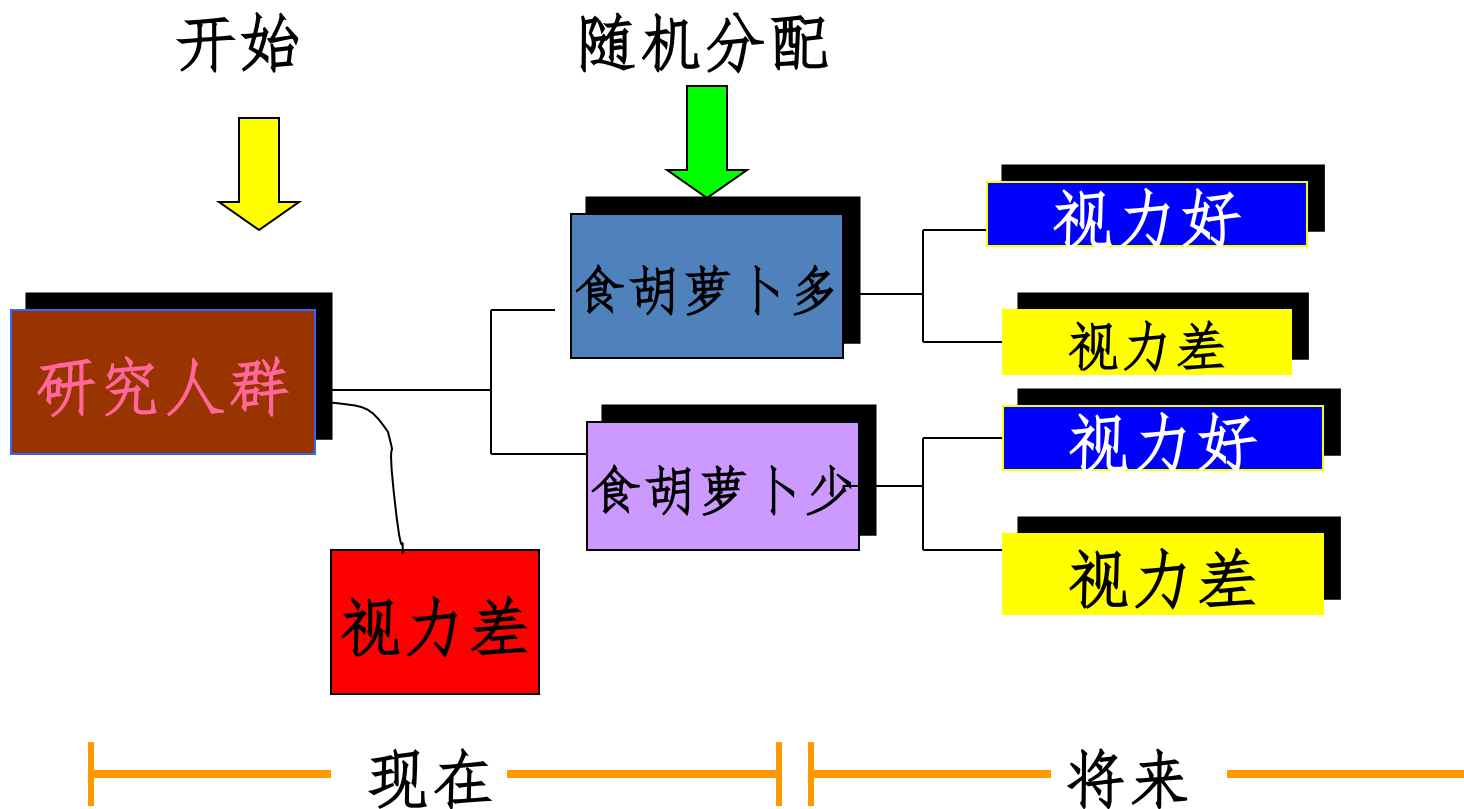 开始
随机分配
研究人群
视力差
食胡萝卜多
食胡萝卜少
视力好
视力差
视力好
视力差
现在
将来